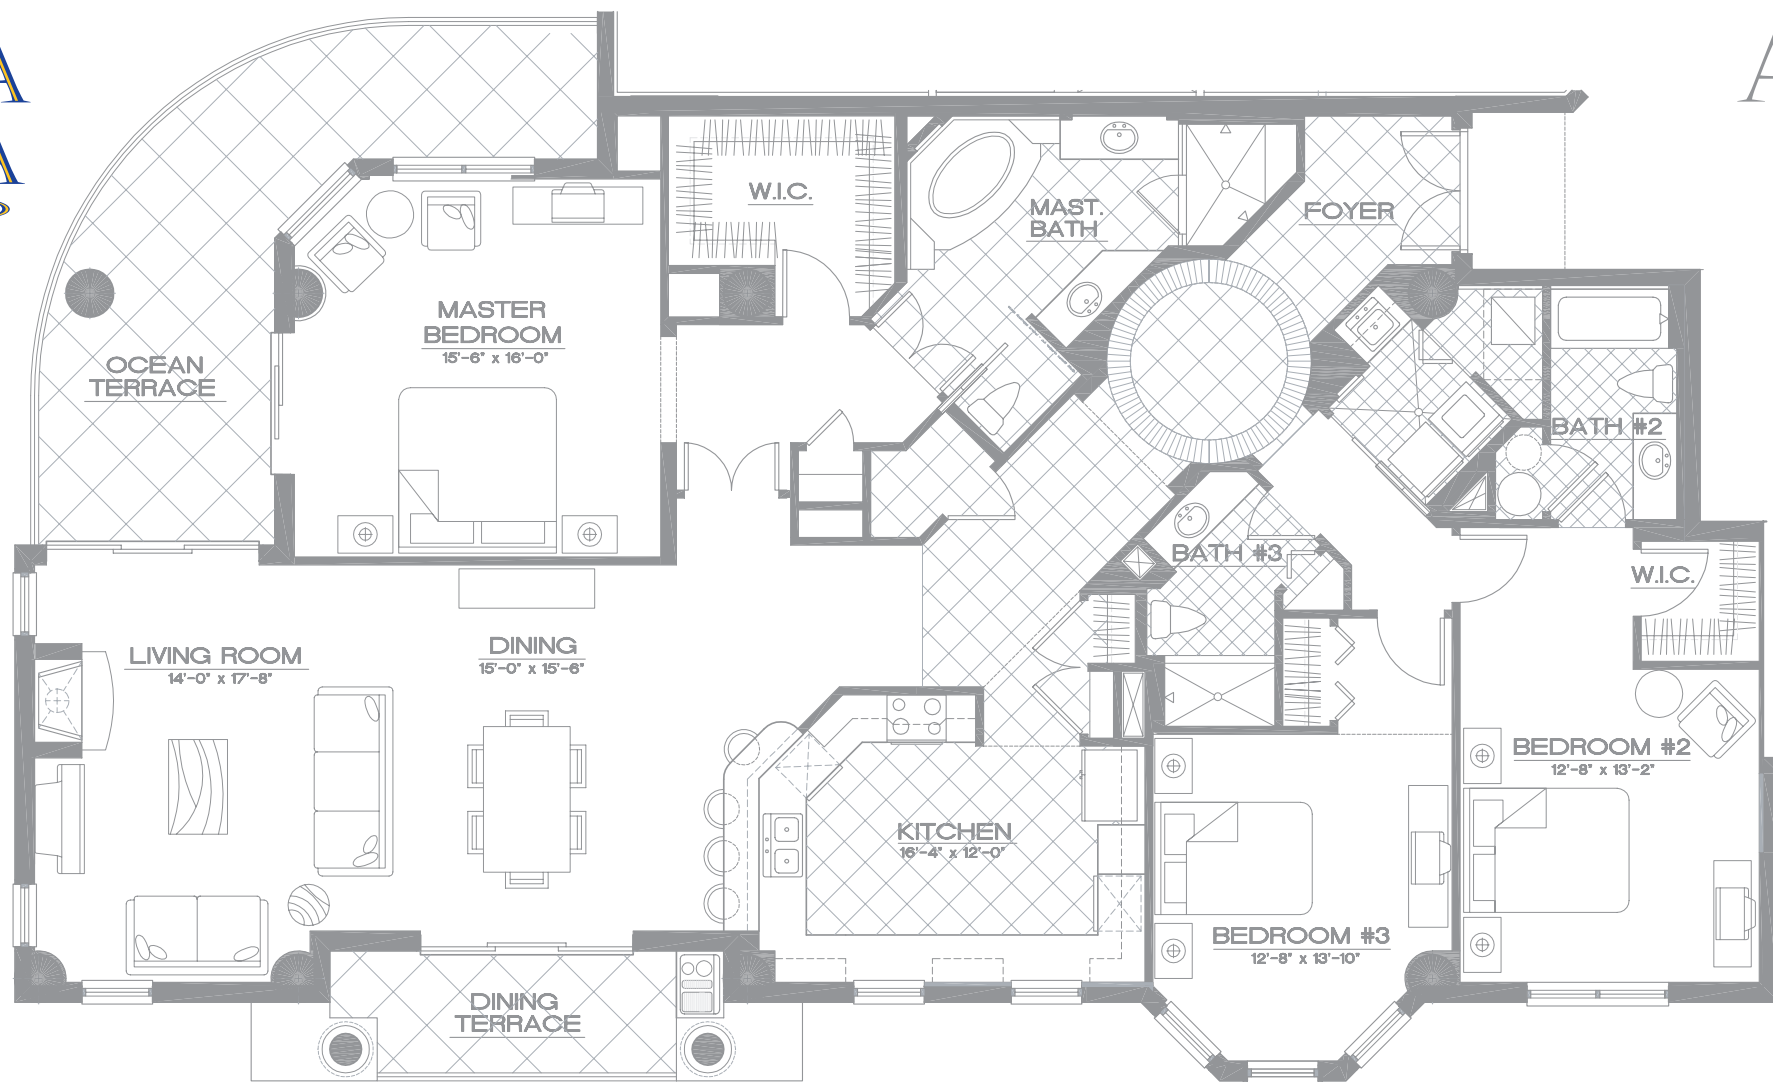 A
A
A
W.I.C.
MAST.
BATH
FOYER
MASTER
BEDROOM
15'-6" x 16'-0"
OCEAN
TERRACE
BATH #2
BATH #3
W.I.C.
LIVING ROOM
14'-0" x 17'-8"
DINING
15'-0" x 15'-6"
BEDROOM #2
12'-8" x 13'-2"
KITCHEN
16'-4" x 12'-0"
BEDROOM #3
12'-8" x 13'-10"
DINING
TERRACE